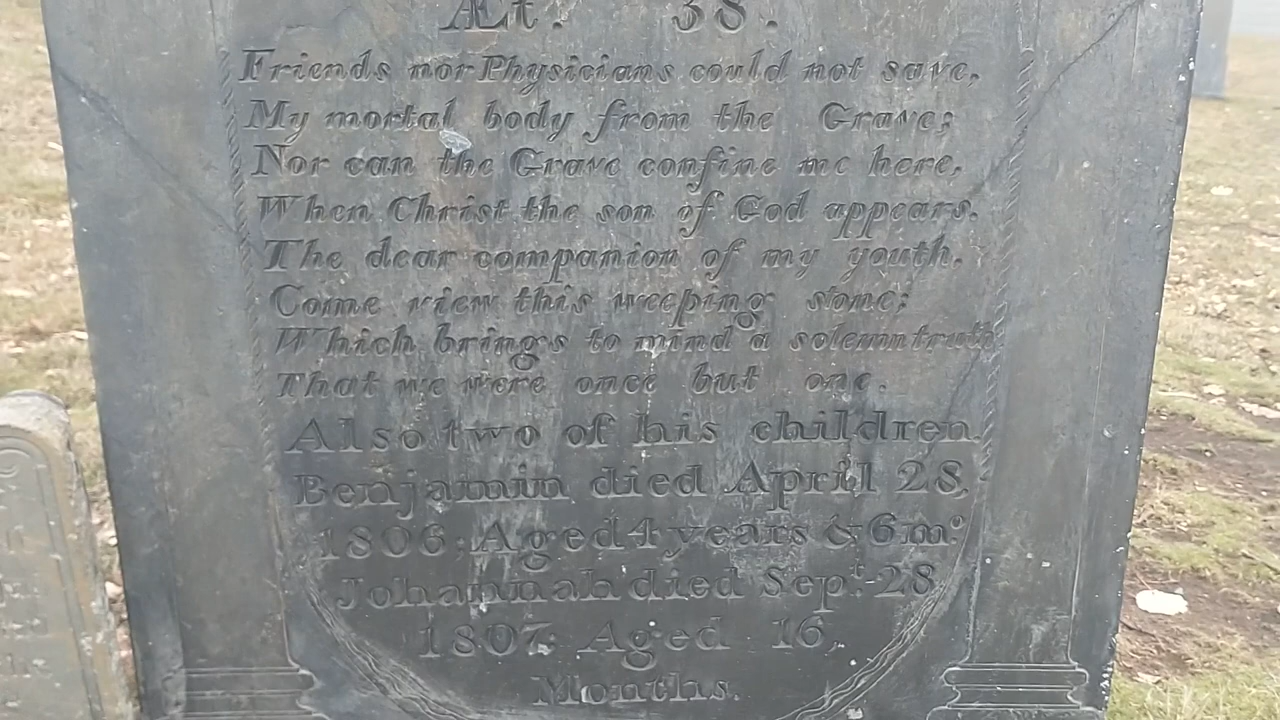 Æt. 38.
Friends nor Physicians could not save,
My mortal body from the Grave;
Nor can the Grave confine me here,
When Christ the son of God appears.
The dear companion of my youth,
Come view this weeping stone;
Which brings to mind a solemn truth
That we were once but one.
Also two of his children,
Benjamin died April 28,
1806; Aged 4 years & 6 mo
Johannah died Sept. 28
1807; Aged 16,
Months.